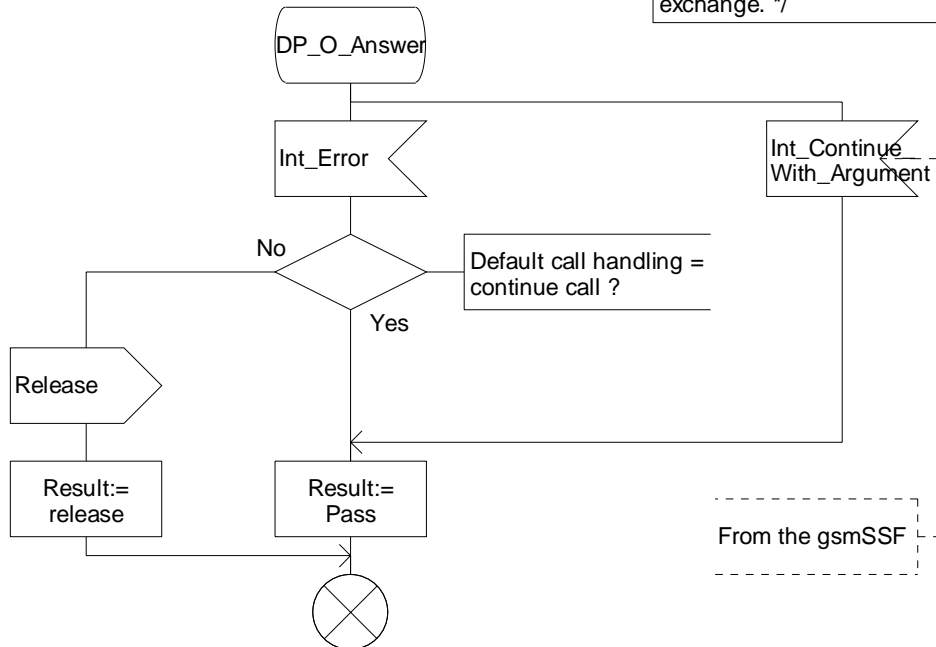 exchange. */
DP_O_Answer
Int_Error
Int_Continue_
With_Argument
No
Default call handling =
continue call ?
Yes
Release
Result:=
release
Result:=
Pass
From the gsmSSF